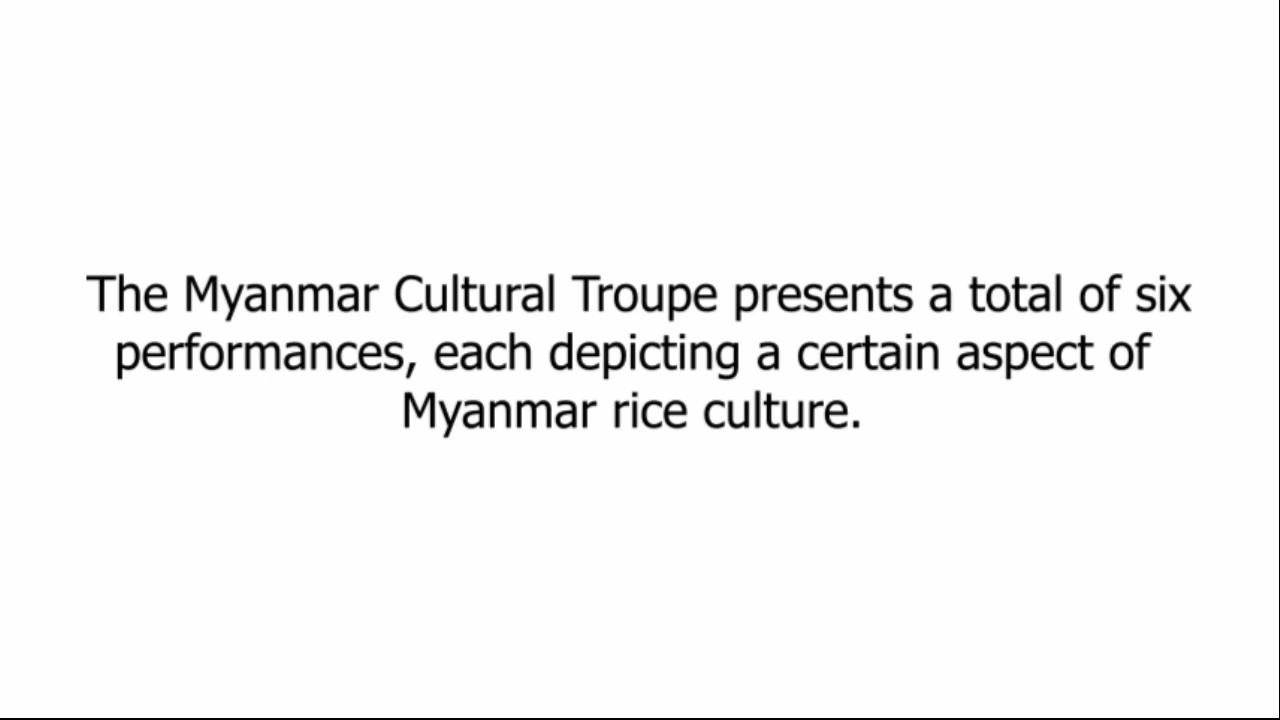 The Myanmar Cultural Troupe presents a total of six
performances, each depicting a certain aspect of
Myanmar rice culture.